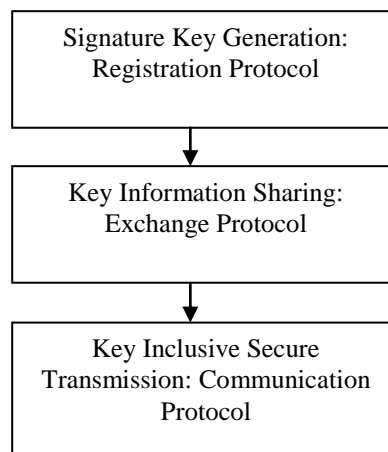 Signature Key Generation:
Registration Protocol
Key Information Sharing:
Exchange Protocol
Key Inclusive Secure
Transmission: Communication
Protocol